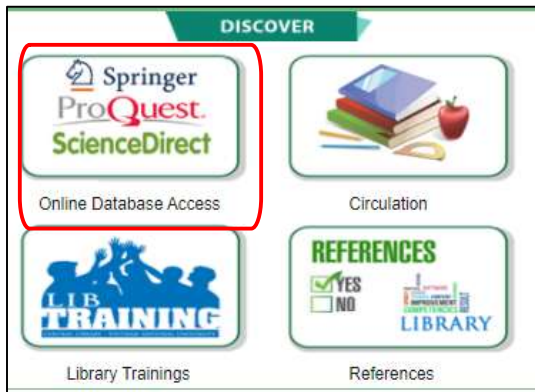 DISCOVER
Springer
ProQuest.
ScienceDirect
Online Database Access
Circulation
LIB
TRAINING
Library Trainings
REFERENCES
YES
NO
LIBRARY
References